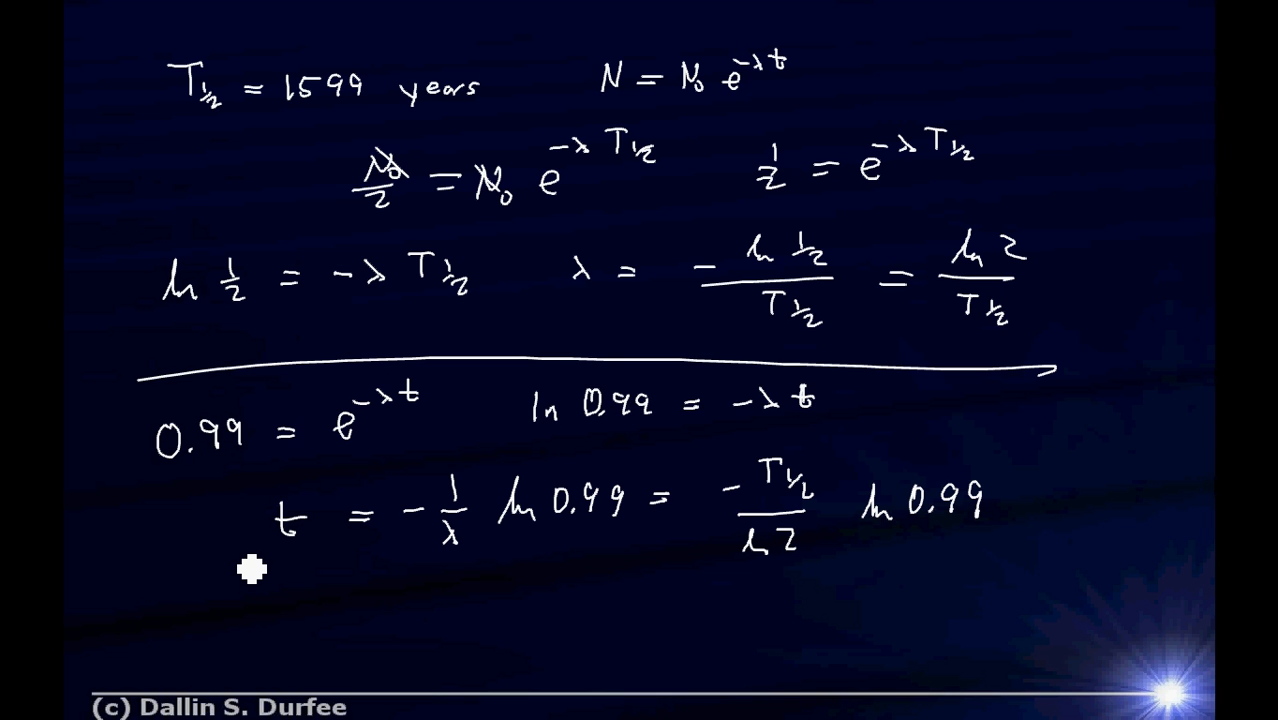 T½ = 1599 years N = N₀ e^(-λt)
N₀/2 = N₀ e^(-λ T½) ½ = e^(-λ T½)
ln ½ = -λ T½ λ = - ln ½ / T½ = ln 2 / T½
0.99 = e^(-λt) ln 0.99 = -λt
t = - 1/λ ln 0.99 = - T½ / ln 2 ln 0.99
(c) Dallin S. Durfee